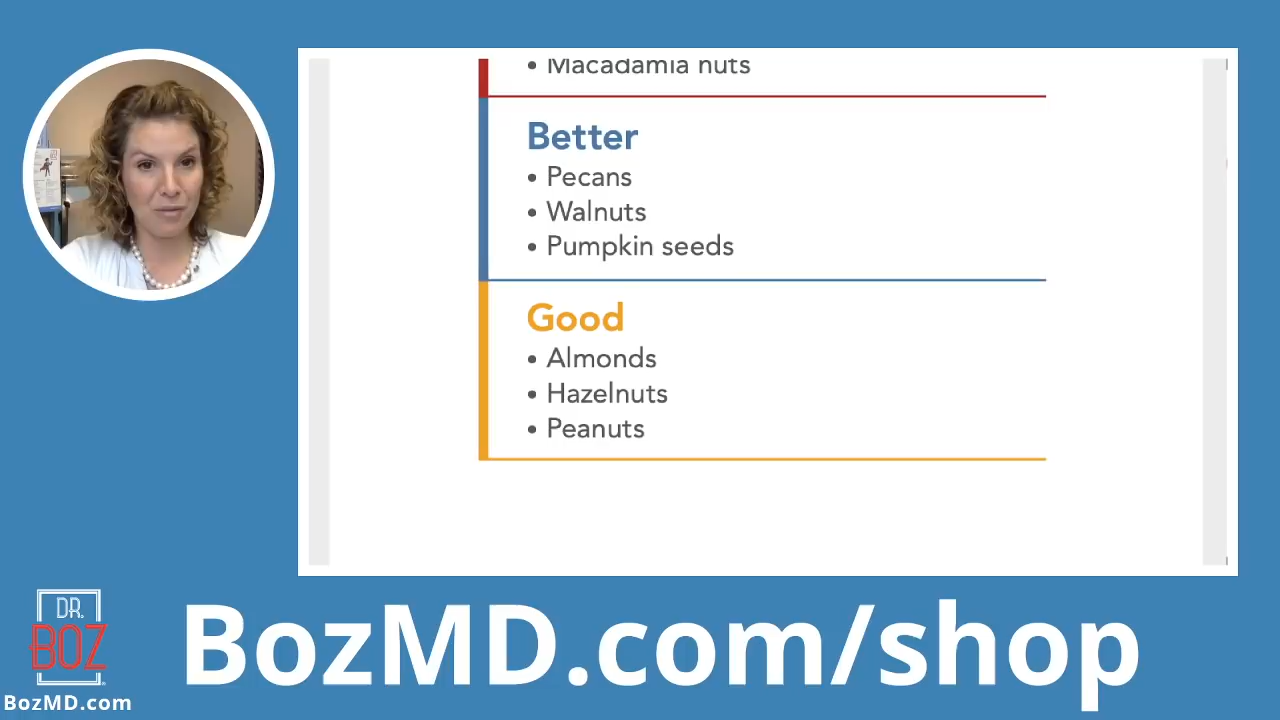 • Macadamia nuts
Better
• Pecans
• Walnuts
• Pumpkin seeds
Good
• Almonds
• Hazelnuts
• Peanuts
DR.
BOZ
BozMD.com
BozMD.com/shop